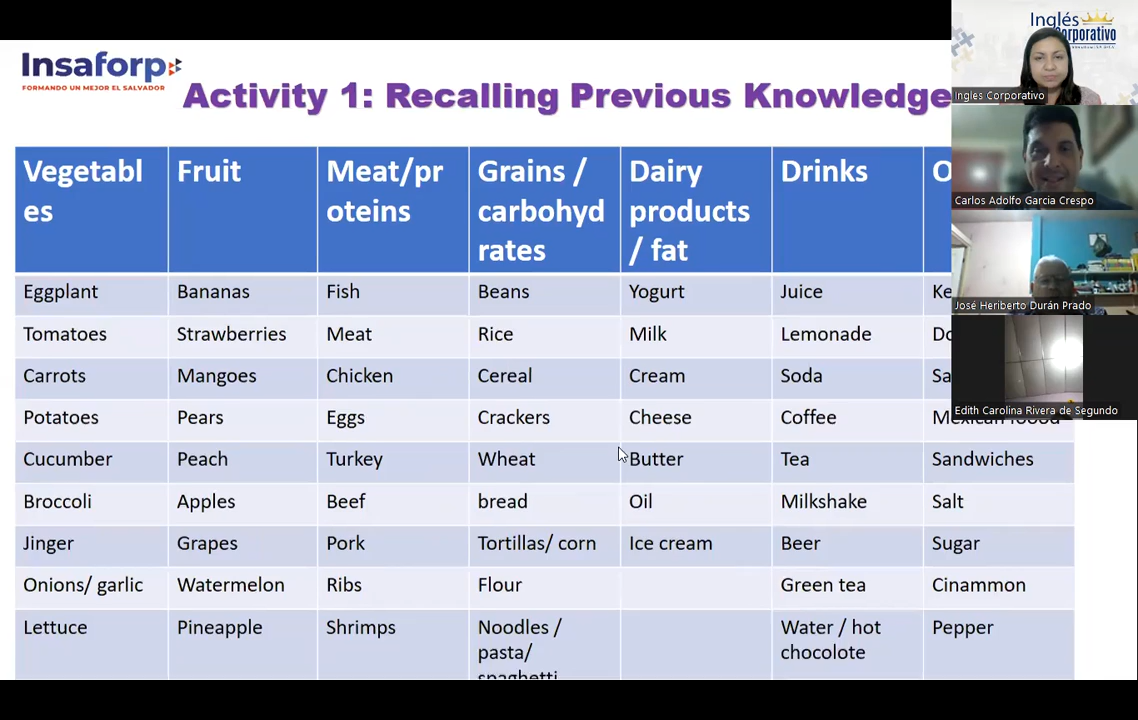 Insaforp
FORMANDO UN MEJOR EL SALVADOR
Activity 1: Recalling Previous Knowledge
Vegetabl
es
Fruit
Meat/pr
oteins
Grains /
carbohyd
rates
Dairy
products
/ fat
Drinks
Eggplant Bananas Fish Beans Yogurt Juice
Tomatoes Strawberries Meat Rice Milk Lemonade
Carrots Mangoes Chicken Cereal Cream Soda
Potatoes Pears Eggs Crackers Cheese Coffee
Cucumber Peach Turkey Wheat Butter Tea Sandwiches
Broccoli Apples Beef bread Oil Milkshake Salt
Jinger Grapes Pork Tortillas/ corn Ice cream Beer Sugar
Onions/ garlic Watermelon Ribs Flour Green tea Cinammon
Lettuce Pineapple Shrimps Noodles /
pasta/
spaghetti
Water / hot
chocolote
Pepper
Inglés
Corporativo
Ingles Corporativo
Carlos Adolfo Garcia Crespo
José Heriberto Durán Prado
Edith Carolina Rivera de Segundo